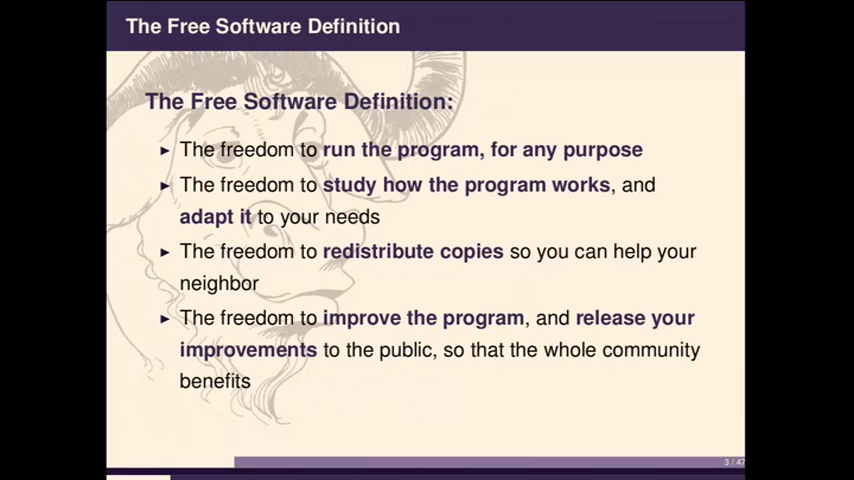 The Free Software Definition
The Free Software Definition:
► The freedom to run the program, for any purpose
► The freedom to study how the program works, and
adapt it to your needs
► The freedom to redistribute copies so you can help your
neighbor
► The freedom to improve the program, and release your
improvements to the public, so that the whole community
benefits
3 / 47